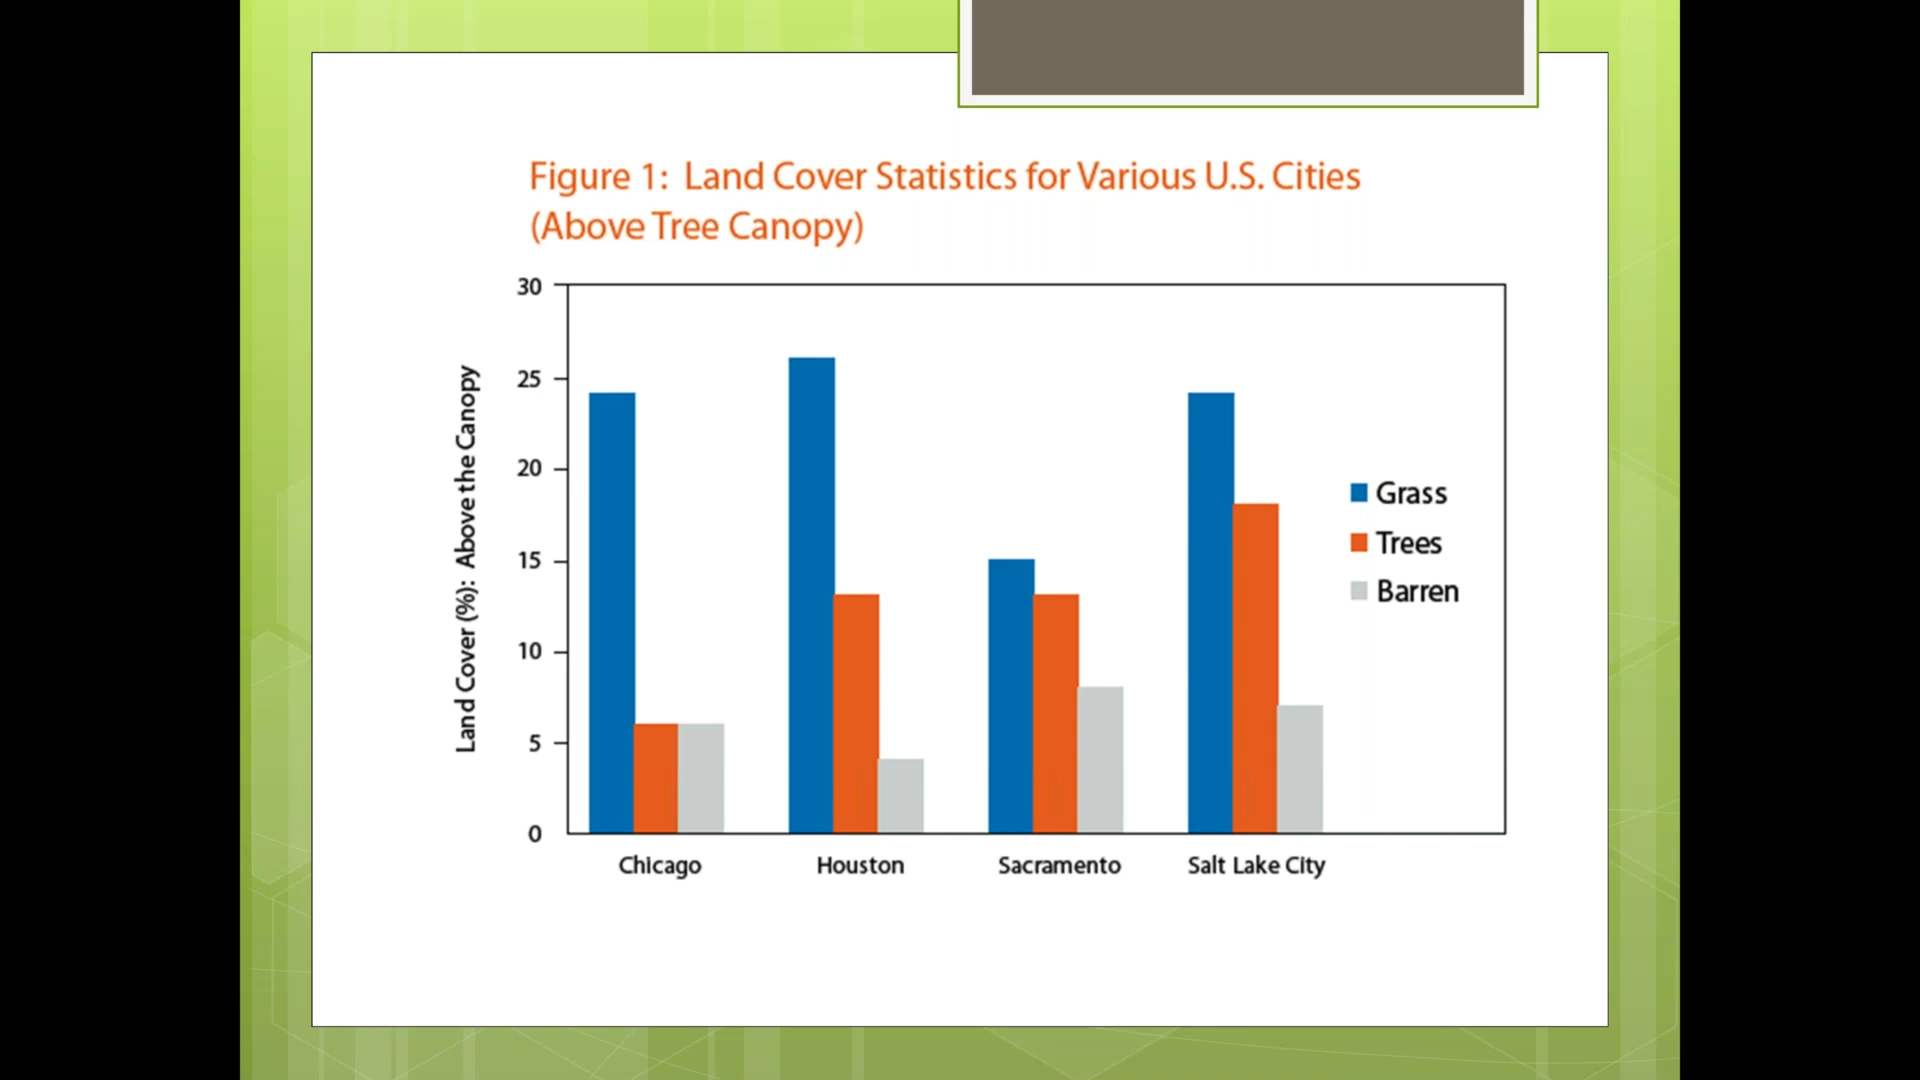 Figure 1: Land Cover Statistics for Various U.S. Cities
(Above Tree Canopy)
Land Cover (%): Above the Canopy
30
25
20
15
10
5
0
Grass
Trees
Barren
Chicago Houston Sacramento Salt Lake City